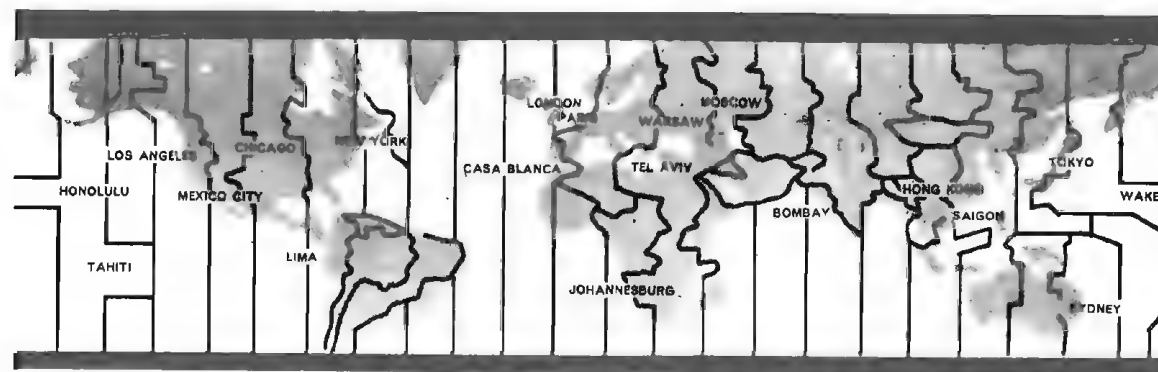 LONDON
PARIS
MOSCOW
WARSAW
LOS ANGELES
CHICAGO
NEW YORK
CASA BLANCA
TEL AVIV
TOKYO
HONOLULU
MEXICO CITY
HONG KONG
WAKE
BOMBAY
SAIGON
LIMA
TAHITI
JOHANNESBURG
SYDNEY